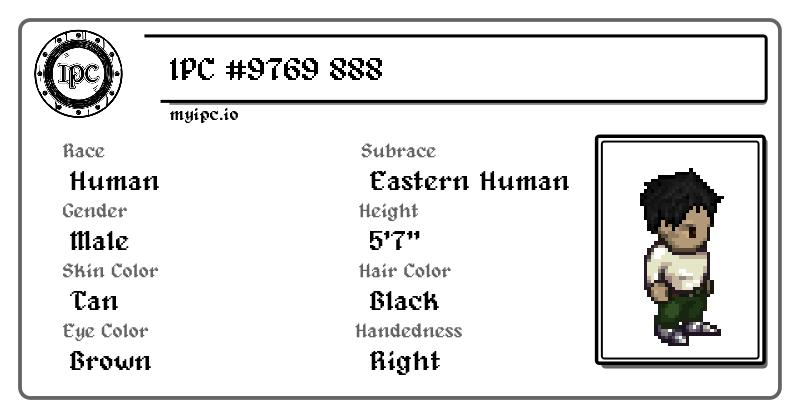 IPC
IPC #9769 888
myipc.io
Race
Subrace
Human
Eastern Human
Gender
Height
Male
5'7"
Skin Color
Hair Color
Tan
Black
Eye Color
Handedness
Brown
Right